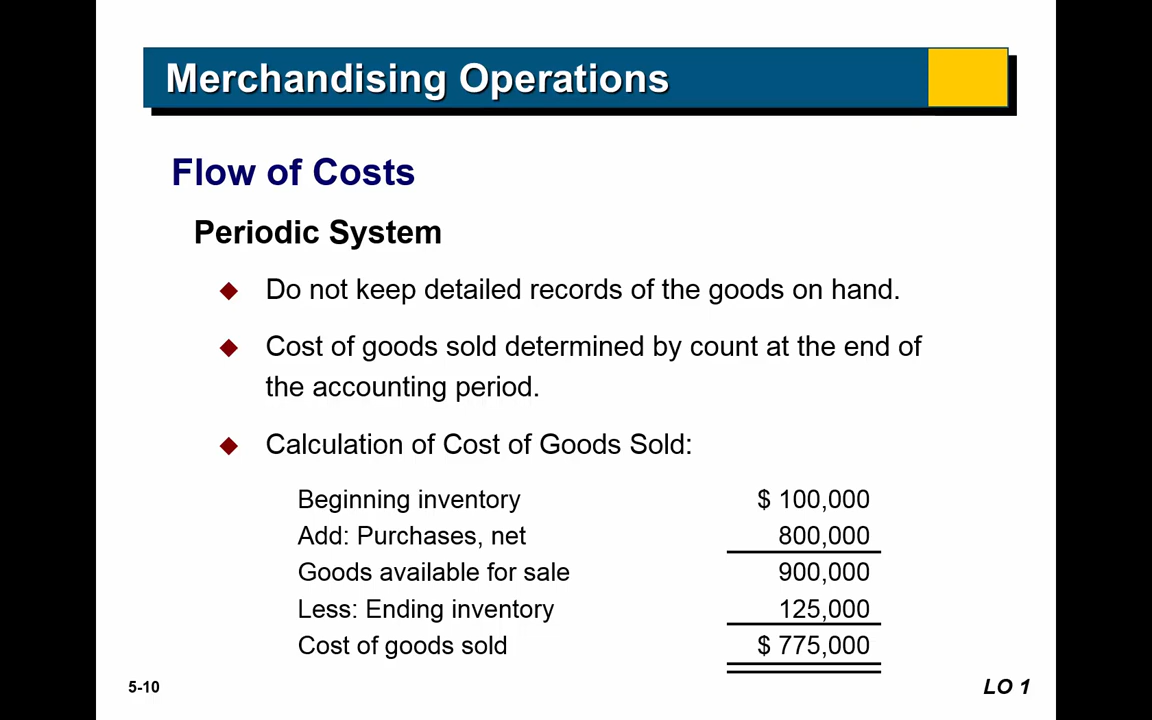 Merchandising Operations
Flow of Costs
Periodic System
Do not keep detailed records of the goods on hand.
Cost of goods sold determined by count at the end of
the accounting period.
Calculation of Cost of Goods Sold:
Beginning inventory $ 100,000
Add: Purchases, net 800,000
Goods available for sale 900,000
Less: Ending inventory 125,000
Cost of goods sold $ 775,000
5-10 LO 1